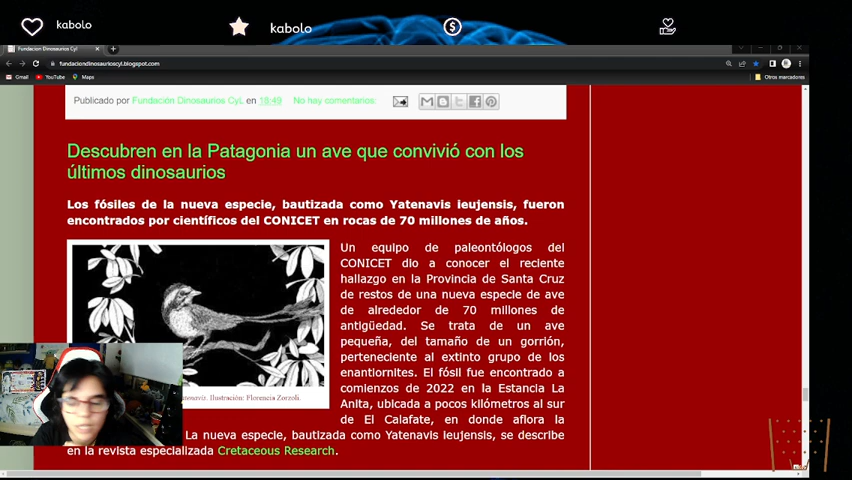 kabolo
kabolo
Fundacion Dinosaurios CyL
fundaciondinosaurioscyl.blogspot.com
Gmail
YouTube
Maps
Otros marcadores
Publicado por Fundación Dinosaurios CyL en 18:49 No hay comentarios:
Descubren en la Patagonia un ave que convivió con los
últimos dinosaurios
Los fósiles de la nueva especie, bautizada como Yatenavis ieujensis, fueron
encontrados por científicos del CONICET en rocas de 70 millones de años.
Un equipo de paleontólogos del
CONICET dio a conocer el reciente
hallazgo en la Provincia de Santa Cruz
de restos de una nueva especie de ave
de alrededor de 70 millones de
antigüedad. Se trata de un ave
pequeña, del tamaño de un gorrión,
perteneciente al extinto grupo de los
enantiornites. El fósil fue encontrado a
comienzos de 2022 en la Estancia La
Anita, ubicada a pocos kilómetros al sur
de El Calafate, en donde aflora la
Ilustración: Florencia Zorzoli.
La nueva especie, bautizada como Yatenavis ieujensis, se describe
en la revista especializada Cretaceous Research.